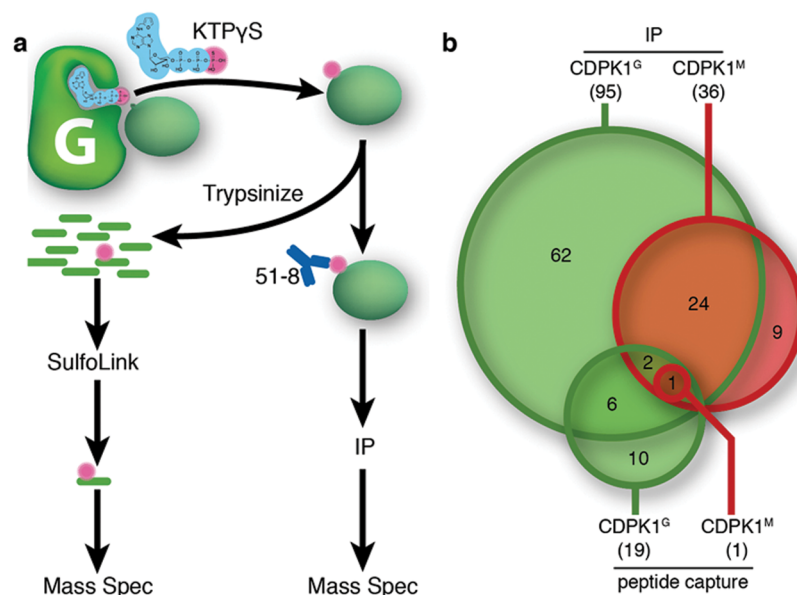 a
KTPγS
G
Trypsinize
51-8
SulfoLink
IP
Mass Spec
Mass Spec
b
IP
CDPK1ᴳ
CDPK1ᴹ
(95)
(36)
62
24
9
2
1
6
10
CDPK1ᴳ
CDPK1ᴹ
(19)
(1)
peptide capture